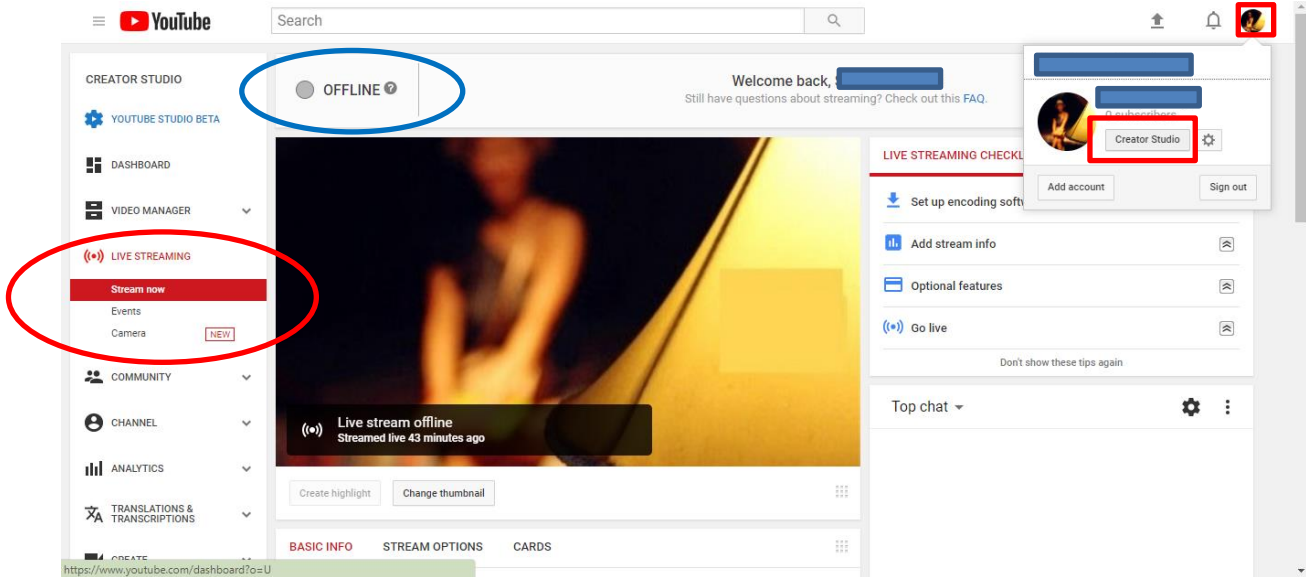 YouTube
Search
CREATOR STUDIO
YOUTUBE STUDIO BETA
DASHBOARD
VIDEO MANAGER
LIVE STREAMING
Stream now
Events
Camera NEW
COMMUNITY
CHANNEL
ANALYTICS
TRANSLATIONS &
TRANSCRIPTIONS
CREATE
https://www.youtube.com/dashboard?o=U
OFFLINE
Welcome back,
Still have questions about streaming? Check out this FAQ.
Live stream offline
Streamed live 43 minutes ago
Create highlight
Change thumbnail
BASIC INFO STREAM OPTIONS CARDS
0 subscribers
Creator Studio
Add account
Sign out
LIVE STREAMING CHECKL
Set up encoding soft
Add stream info
Optional features
Go live
Don't show these tips again
Top chat